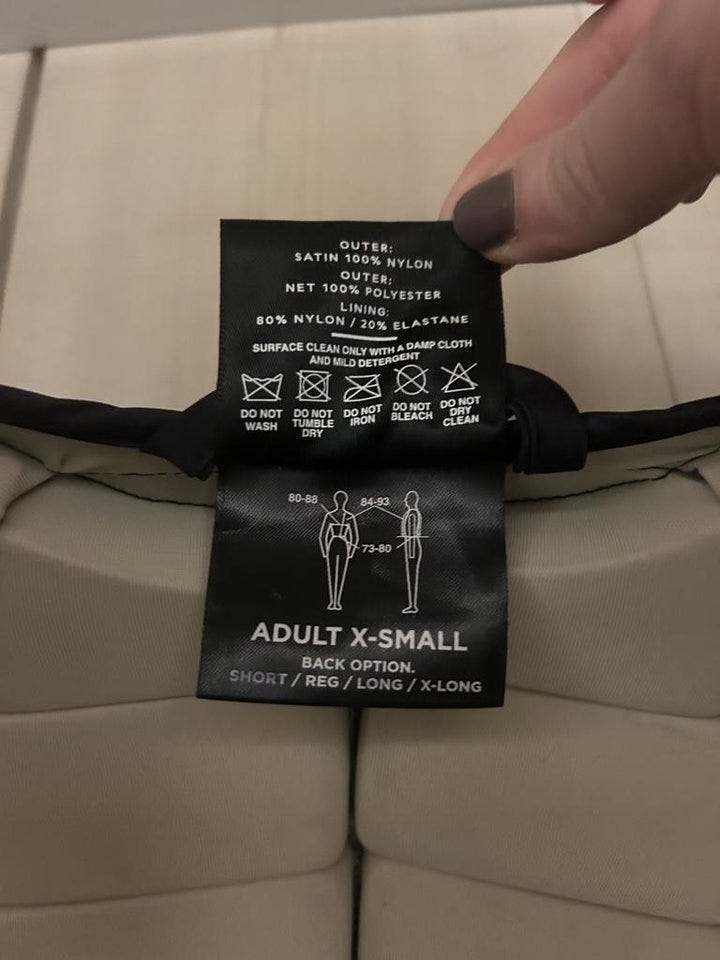 OUTER:
SATIN 100% NYLON
OUTER:
NET 100% POLYESTER
LINING:
80% NYLON / 20% ELASTANE
SURFACE CLEAN ONLY WITH A DAMP CLOTH
AND MILD DETERGENT
DO NOT WASH
DO NOT TUMBLE DRY
DO NOT IRON
DO NOT BLEACH
DO NOT DRY CLEAN
80-88
84-93
73-80
ADULT X-SMALL
BACK OPTION.
SHORT / REG / LONG / X-LONG